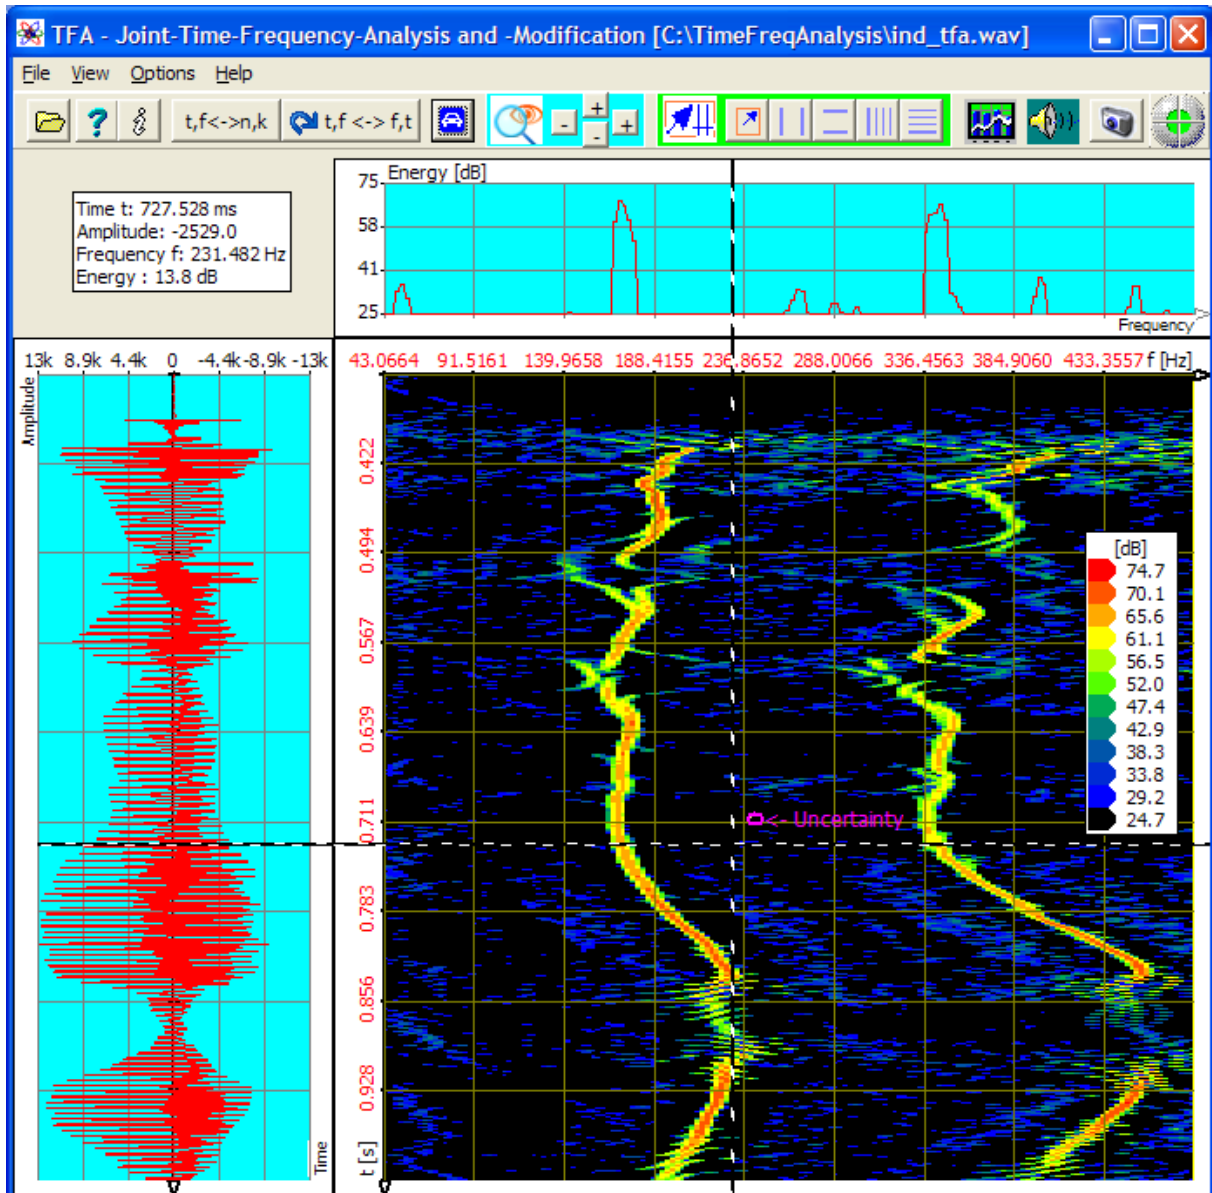 TFA - Joint-Time-Frequency-Analysis and -Modification [C:\TimeFreqAnalysis\ind_tfa.wav]
File View Options Help
t,f<->n,k
t,f <-> f,t
Time t: 727.528 ms
Amplitude: -2529.0
Frequency f: 231.482 Hz
Energy : 13.8 dB
Energy [dB]
75
58
41
25
Frequency
13k 8.9k 4.4k 0 -4.4k -8.9k -13k
Amplitude
Time
43.0664 91.5161 139.9658 188.4155 236.8652 288.0066 336.4563 384.9060 433.3557 f [Hz]
0.422
0.494
0.567
0.639
0.711
0.783
0.856
0.928
t [s]
<- Uncertainty
[dB]
74.7
70.1
65.6
61.1
56.5
52.0
47.4
42.9
38.3
33.8
29.2
24.7